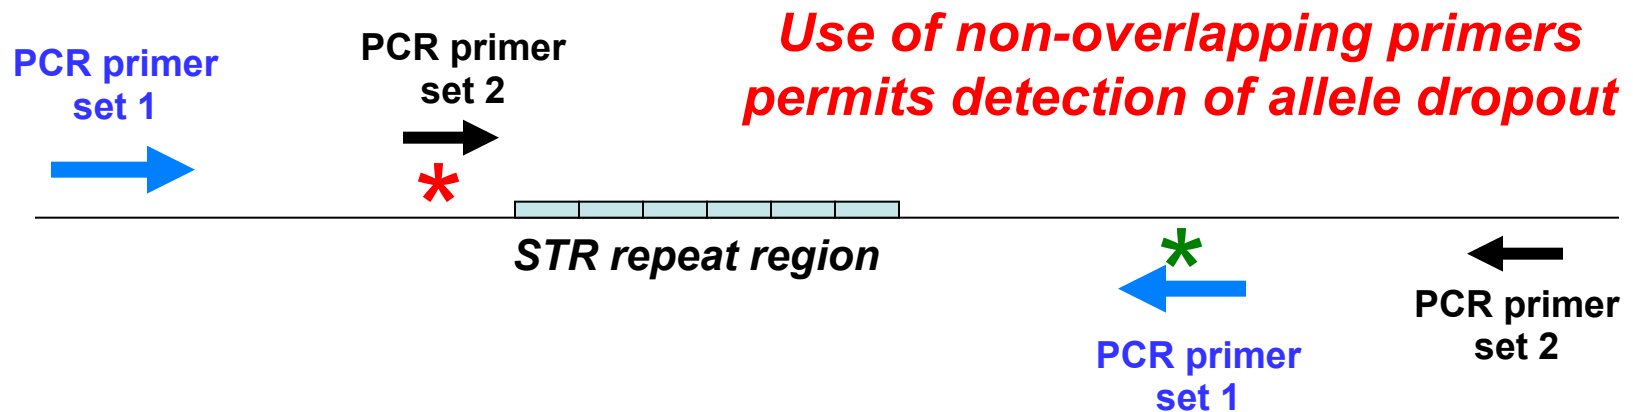 PCR primer
set 1
PCR primer
set 2
Use of non-overlapping primers
permits detection of allele dropout
*
STR repeat region
*
PCR primer
set 1
PCR primer
set 2